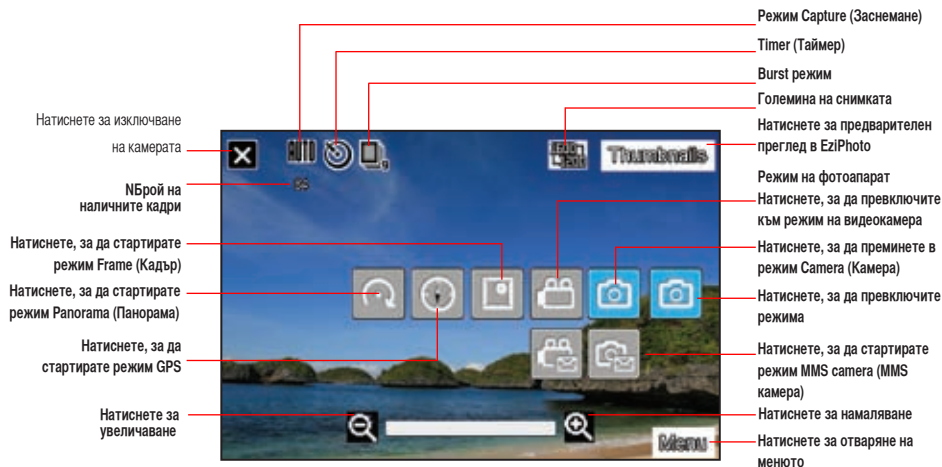 Режим Capture (Заснемане)
Timer (Таймер)
Burst режим
Големина на снимката
Натиснете за предварителен
преглед в EziPhoto
Режим на фотоапарат
Натиснете, за да превключите
към режим на видеокамера
Натиснете, за да преминете в
режим Camera (Камера)
Натиснете, за да превключите
режима
Натиснете, за да стартирате
режим MMS camera (MMS
камера)
Натиснете за намаляване
Натиснете за отваряне на
менюто
Натиснете за изключване
на камерата
NБрой на
наличните кадри
Натиснете, за да стартирате
режим Frame (Кадър)
Натиснете, за да стартирате
режим Panorama (Панорама)
Натиснете, за да
стартирате режим GPS
Натиснете за
увеличаване
AUTO
9
Thumbnails
Menu